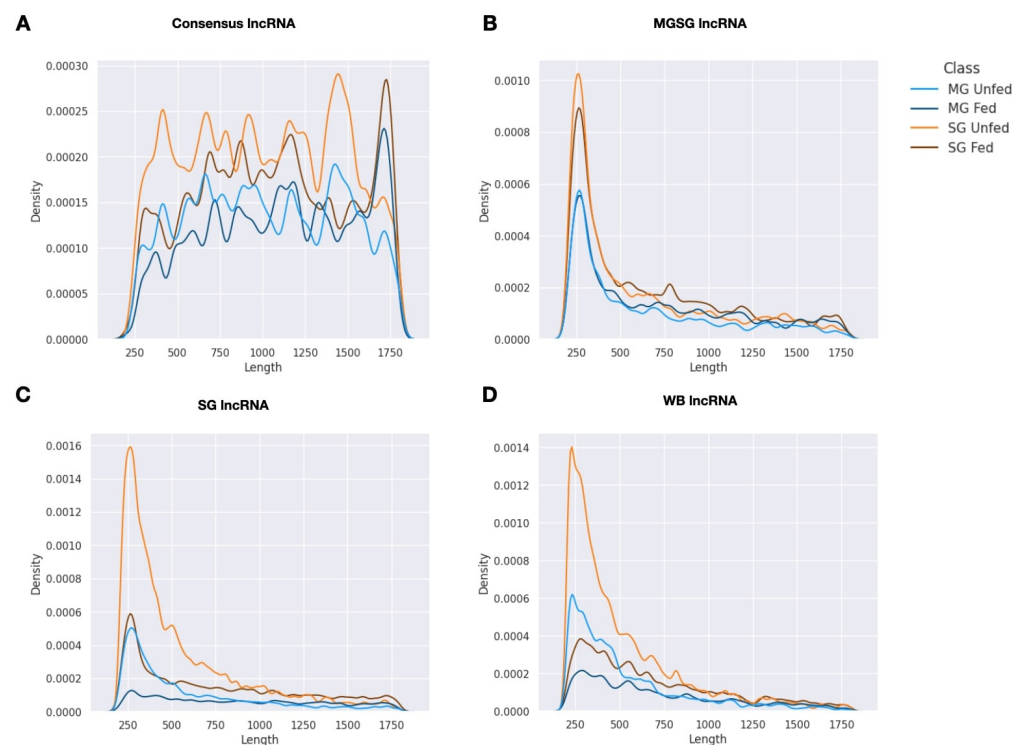 A
Consensus lncRNA
0.00030
0.00025
0.00020
0.00015
0.00010
0.00005
0.00000
Density
250 500 750 1000 1250 1500 1750
Length
B
MGSG lncRNA
0.0010
0.0008
0.0006
0.0004
0.0002
0.0000
Density
250 500 750 1000 1250 1500 1750
Length
Class
MG Unfed
MG Fed
SG Unfed
SG Fed
C
SG lncRNA
0.0016
0.0014
0.0012
0.0010
0.0008
0.0006
0.0004
0.0002
0.0000
Density
250 500 750 1000 1250 1500 1750
Length
D
WB lncRNA
0.0014
0.0012
0.0010
0.0008
0.0006
0.0004
0.0002
0.0000
Density
250 500 750 1000 1250 1500 1750
Length